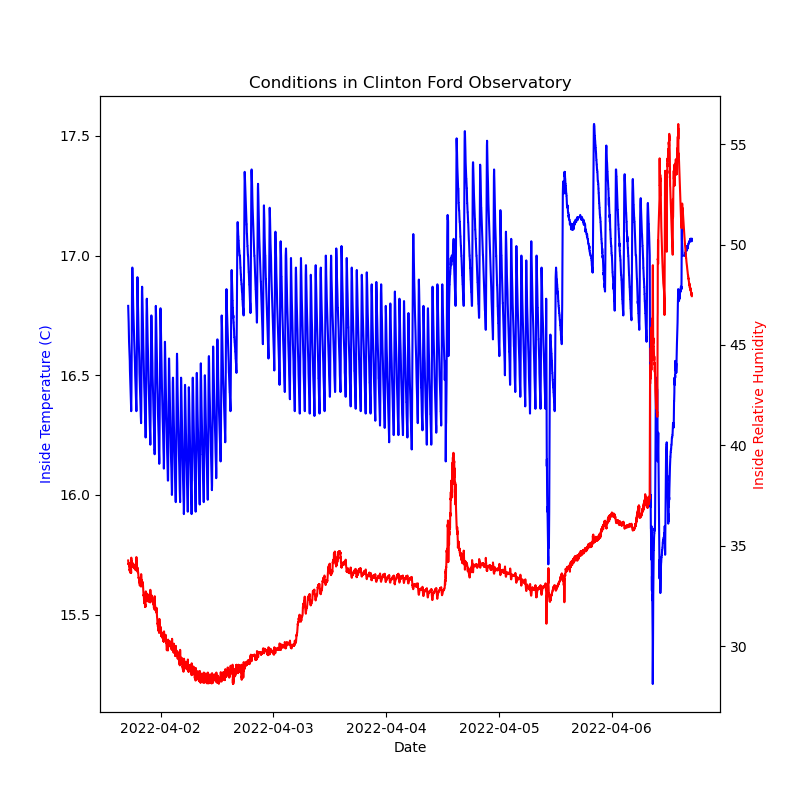 Conditions in Clinton Ford Observatory
17.5
17.0
16.5
16.0
15.5
Inside Temperature (C)
55
50
45
40
35
30
Inside Relative Humidity
2022-04-02 2022-04-03 2022-04-04 2022-04-05 2022-04-06
Date